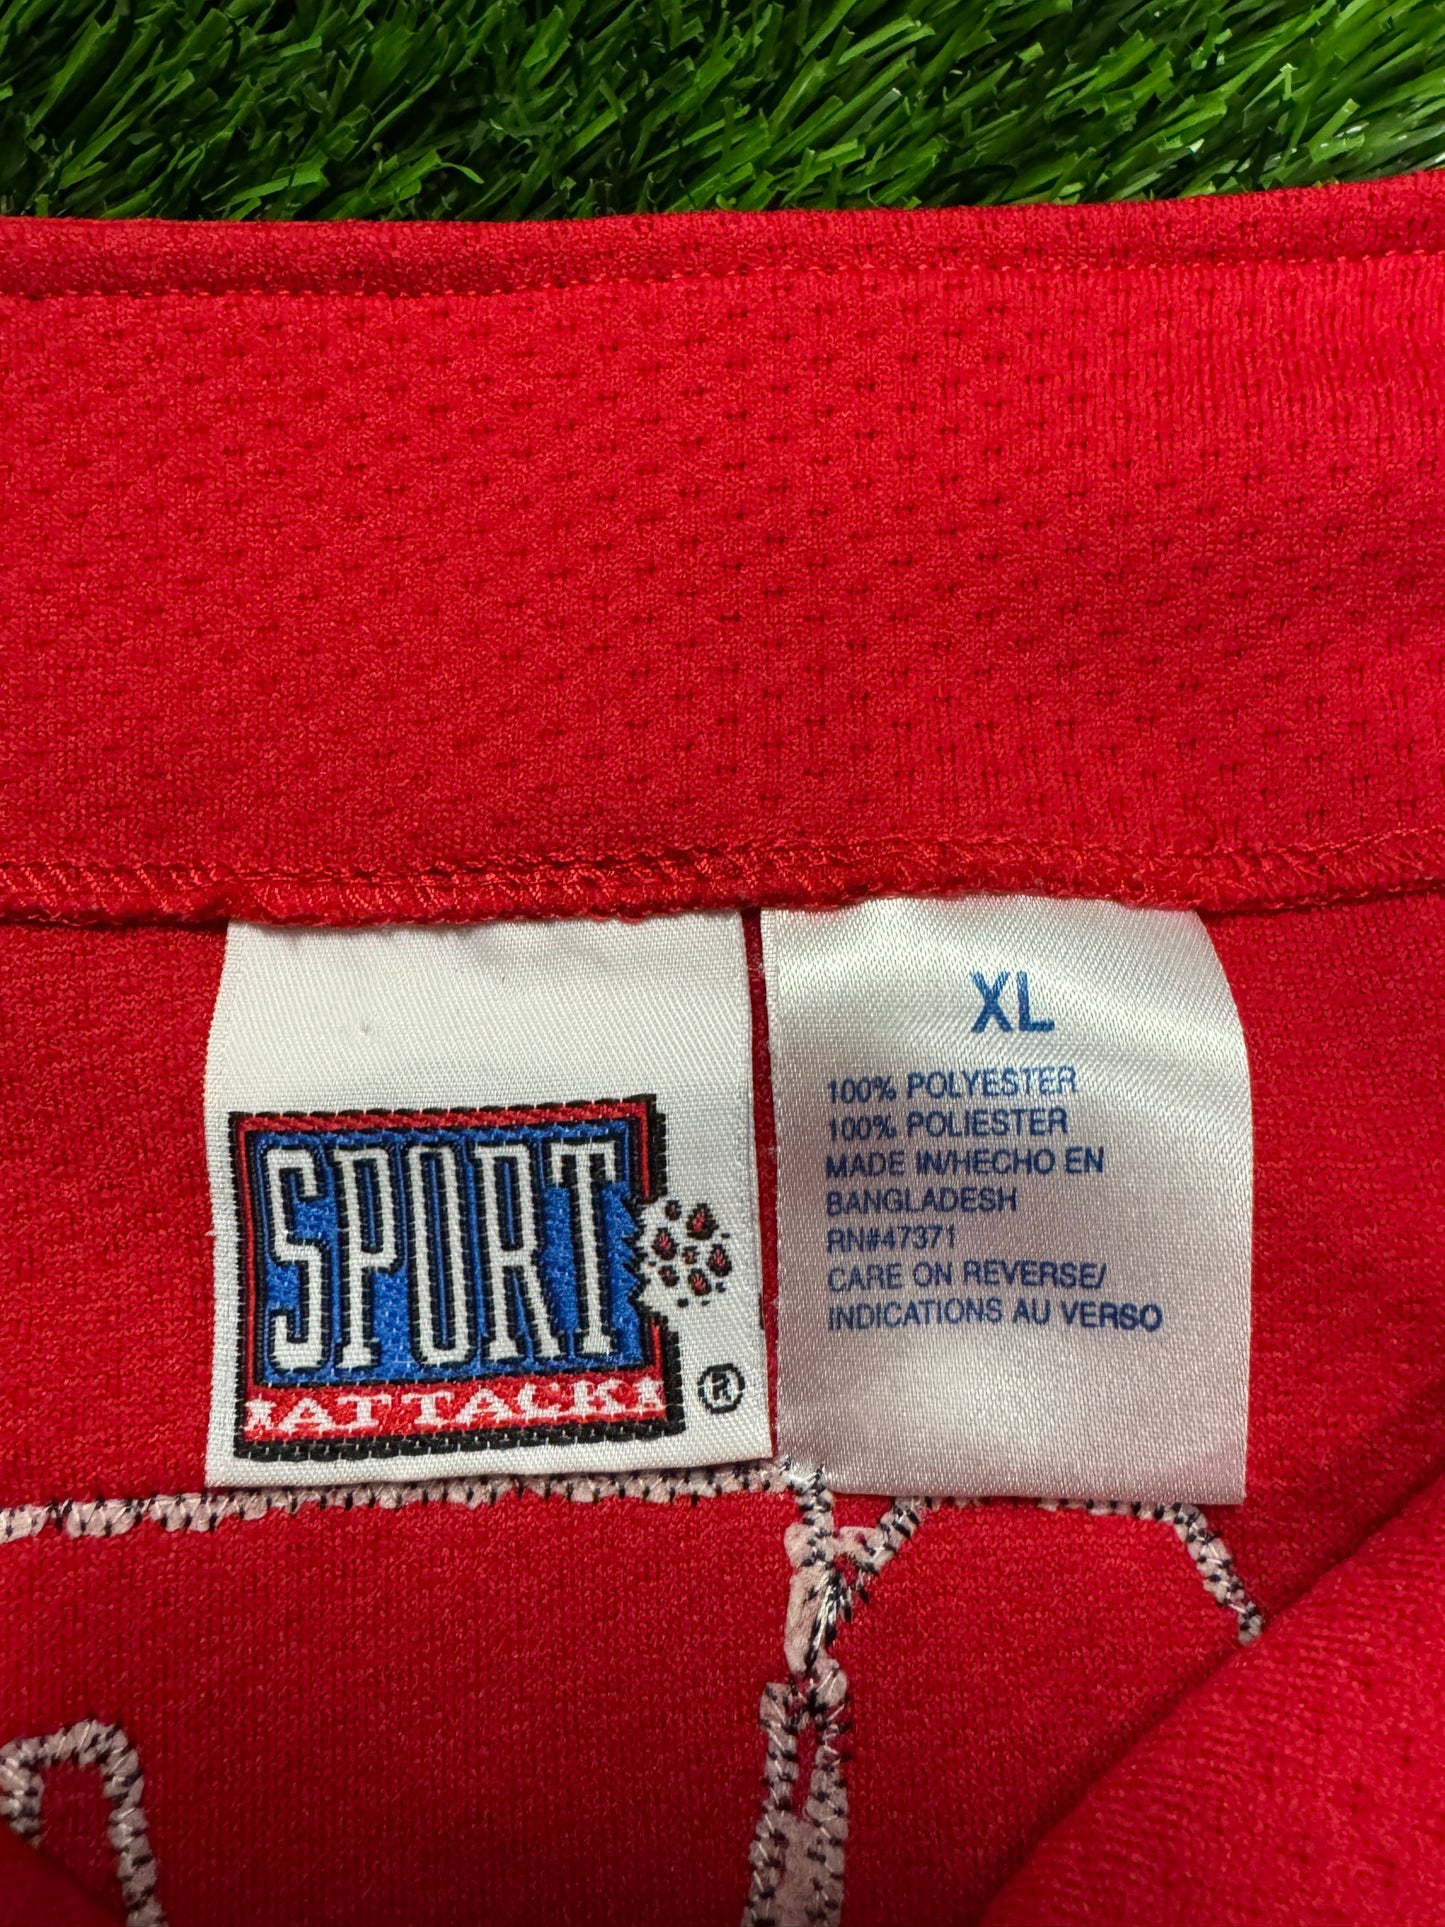 SPORT
ATTACK
®
XL
100% POLYESTER
100% POLIESTER
MADE IN/HECHO EN
BANGLADESH
RN#47371
CARE ON REVERSE/
INDICATIONS AU VERSO